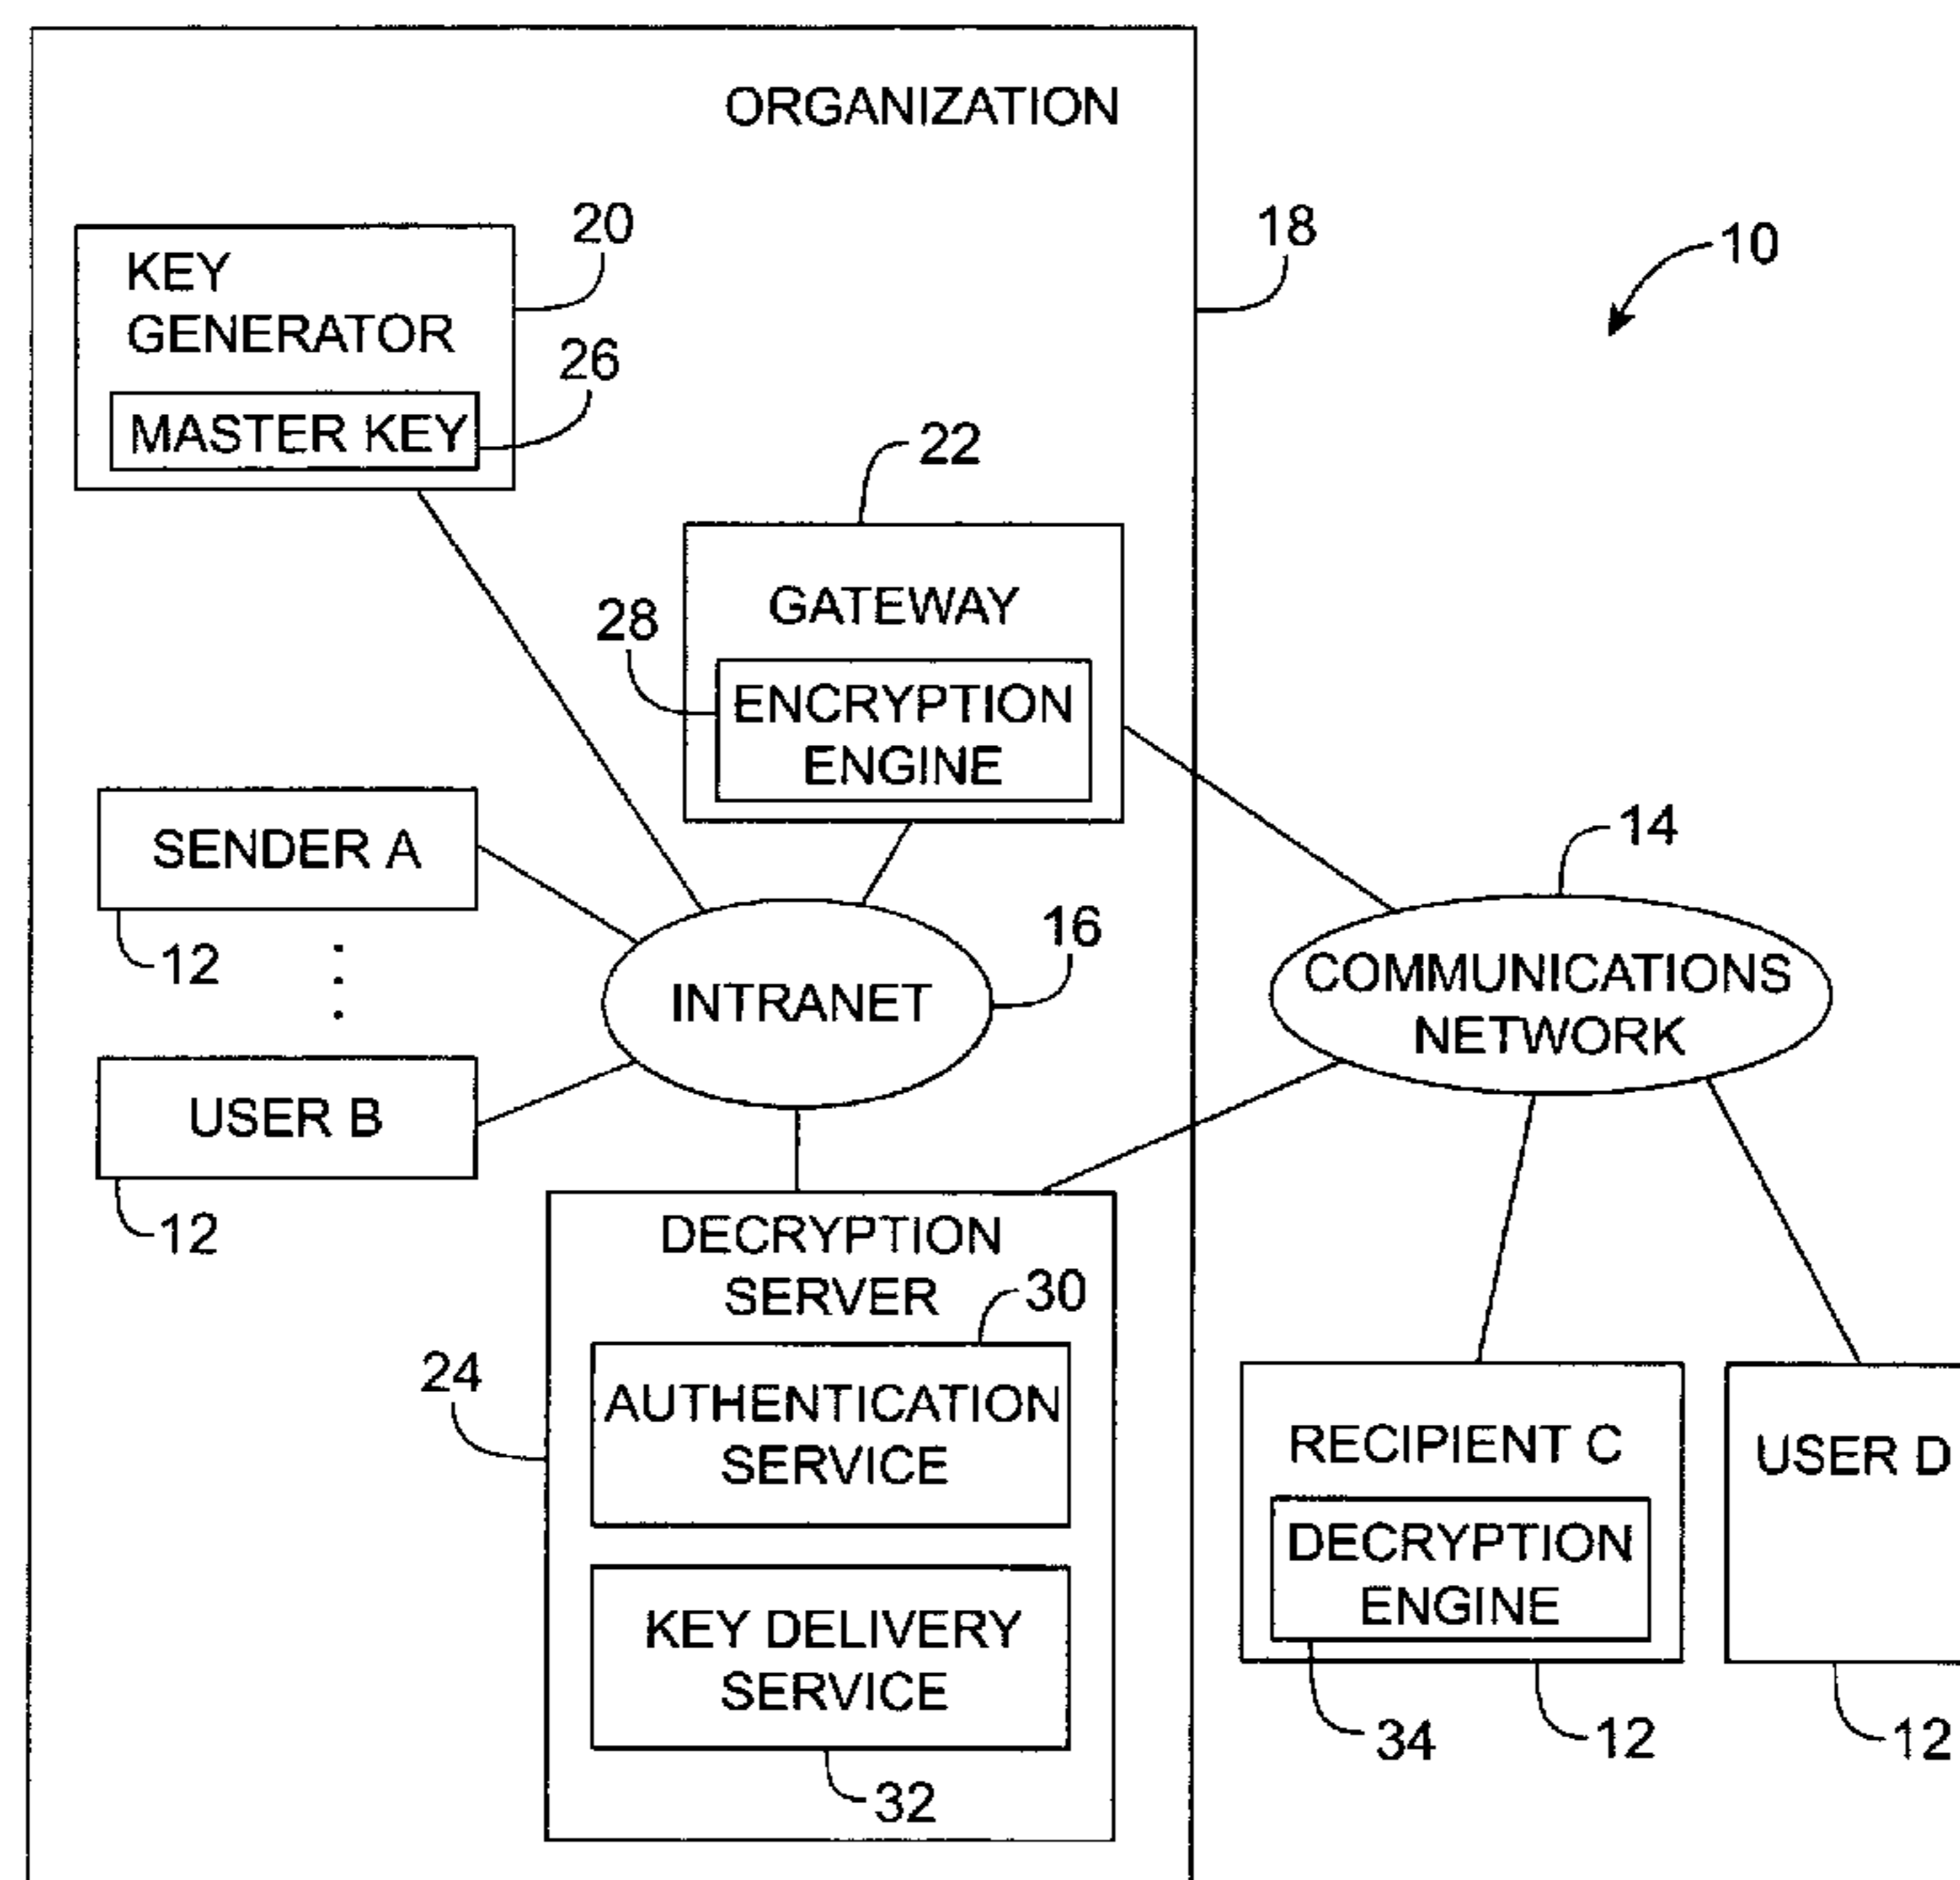 ORGANIZATION
20
18
10
KEY
GENERATOR
26
MASTER KEY
22
GATEWAY
28
ENCRYPTION
ENGINE
SENDER A
12
14
16
INTRANET
COMMUNICATIONS
NETWORK
USER B
12
DECRYPTION
SERVER
30
24
AUTHENTICATION
SERVICE
KEY DELIVERY
SERVICE
32
RECIPIENT C
DECRYPTION
ENGINE
34
12
USER D
12